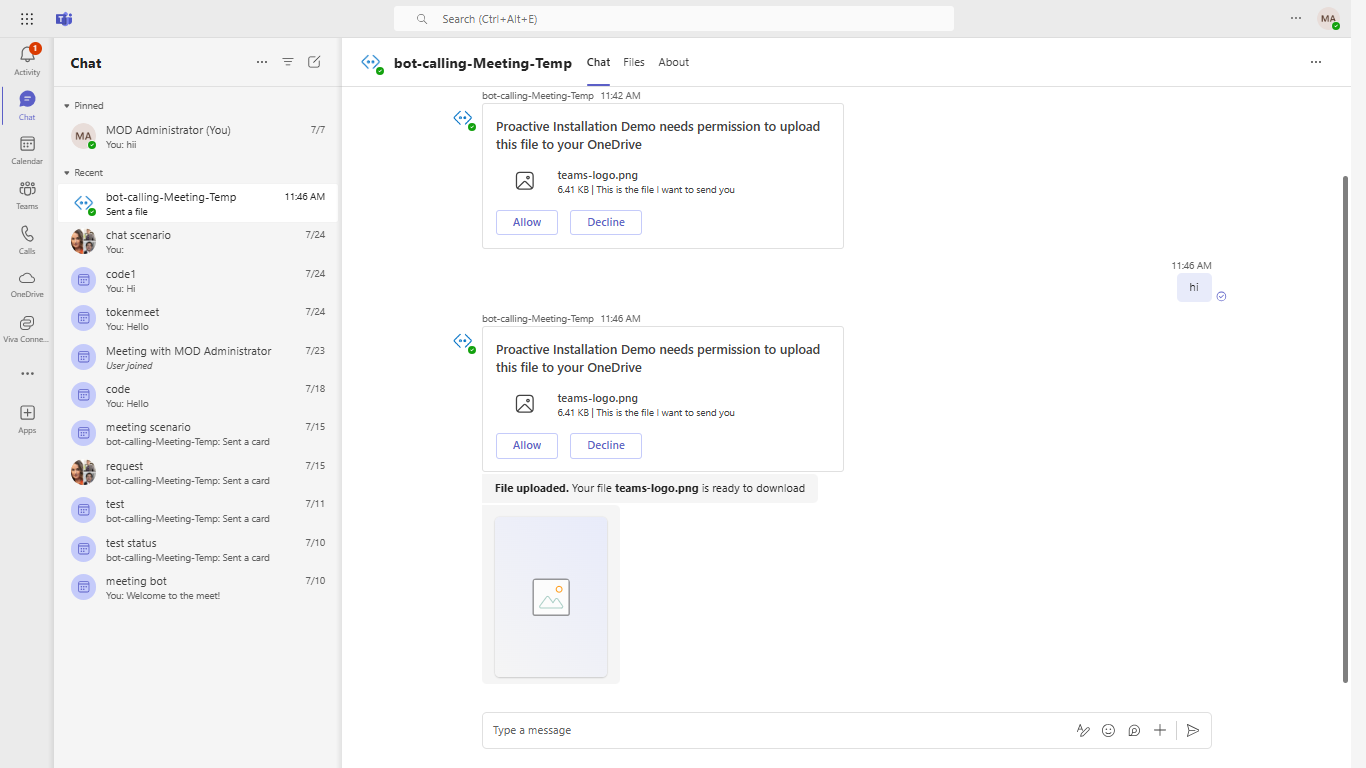 Search (Ctrl+Alt+E)
MA
1
Activity
Chat
Calendar
Teams
Calls
OneDrive
Viva Conne...
Apps
Chat
Pinned
MA
MOD Administrator (You) 7/7
You: hii
Recent
bot-calling-Meeting-Temp 11:46 AM
Sent a file
chat scenario 7/24
You:
code1 7/24
You: Hi
tokenmeet 7/24
You: Hello
Meeting with MOD Administrator 7/23
User joined
code 7/18
You: Hello
meeting scenario 7/15
bot-calling-Meeting-Temp: Sent a card
request 7/15
bot-calling-Meeting-Temp: Sent a card
test 7/11
bot-calling-Meeting-Temp: Sent a card
test status 7/10
bot-calling-Meeting-Temp: Sent a card
meeting bot 7/10
You: Welcome to the meet!
bot-calling-Meeting-Temp Chat Files About
bot-calling-Meeting-Temp 11:42 AM
Proactive Installation Demo needs permission to upload
this file to your OneDrive
teams-logo.png
6.41 KB | This is the file I want to send you
Allow Decline
11:46 AM
hi
bot-calling-Meeting-Temp 11:46 AM
Proactive Installation Demo needs permission to upload
this file to your OneDrive
teams-logo.png
6.41 KB | This is the file I want to send you
Allow Decline
File uploaded. Your file teams-logo.png is ready to download
Type a message